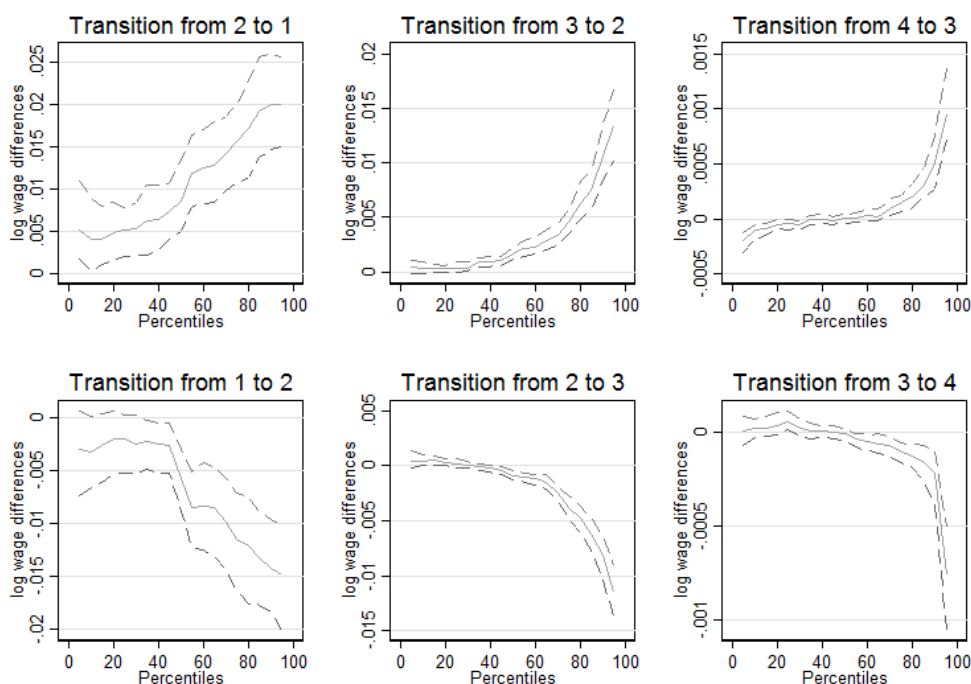 Transition from 2 to 1
log wage differences
0 .005 .01 .015 .02 .025
0 20 40 60 80 100
Percentiles
Transition from 3 to 2
log wage differences
0 .005 .01 .015 .02
0 20 40 60 80 100
Percentiles
Transition from 4 to 3
log wage differences
-.0005 0 .0005 .001 .0015
0 20 40 60 80 100
Percentiles
Transition from 1 to 2
log wage differences
-.02 -.015 -.01 -.005 0
0 20 40 60 80 100
Percentiles
Transition from 2 to 3
log wage differences
-.015 -.01 .005 0 .005
0 20 40 60 80 100
Percentiles
Transition from 3 to 4
log wage differences
-.001 -.0005 0
0 20 40 60 80 100
Percentiles